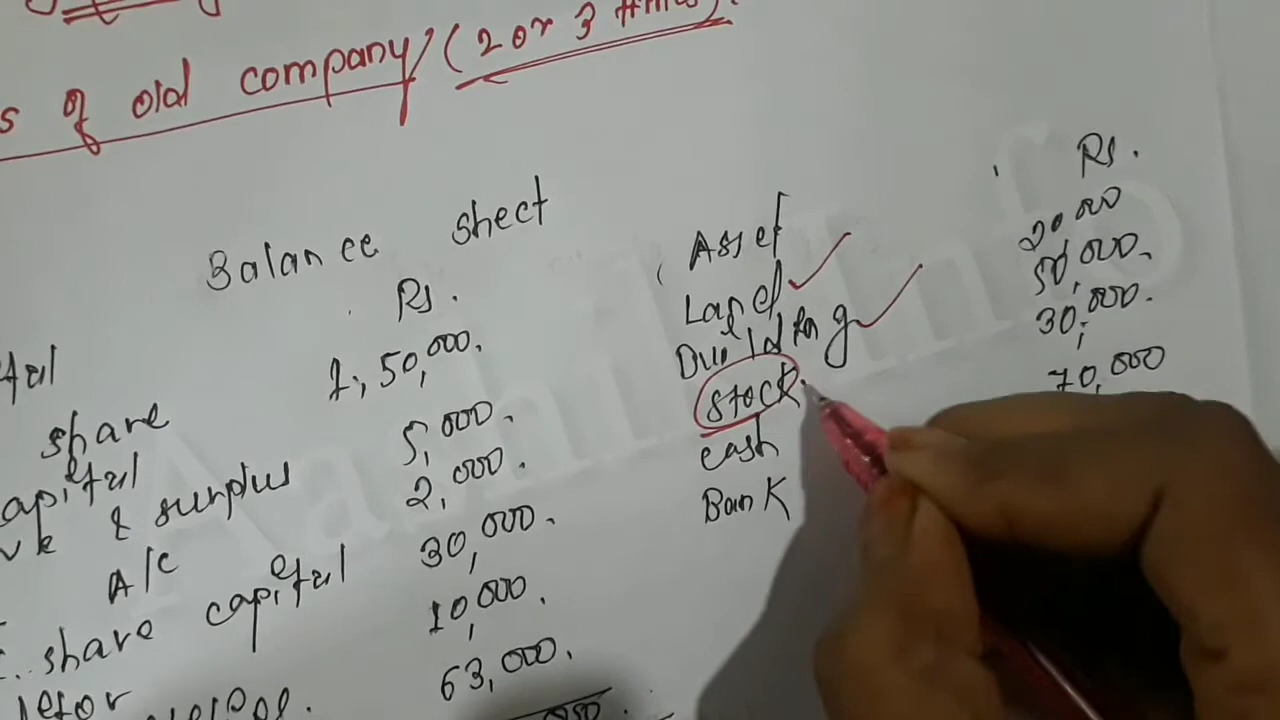 s of old company (2 or 3 times).
Balance sheet
Rs.
Rs.
Asset
20,000
Land
50,000.
Building
30,000.
Stock.
70,000
cash
Bank
1,50,000.
share
capital
5,000.
& surplus
2,000.
A/C
30,000.
share capital
10,000.
63,000.